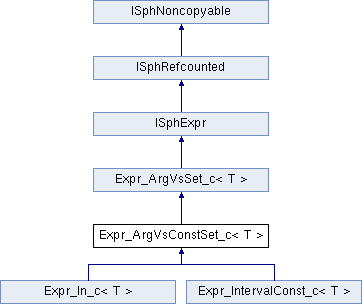 ISphNoncopyable
ISphRefcounted
ISphExpr
Expr_ArgVsSet_c< T >
Expr_ArgVsConstSet_c< T >
Expr_In_c< T >
Expr_IntervalConst_c< T >